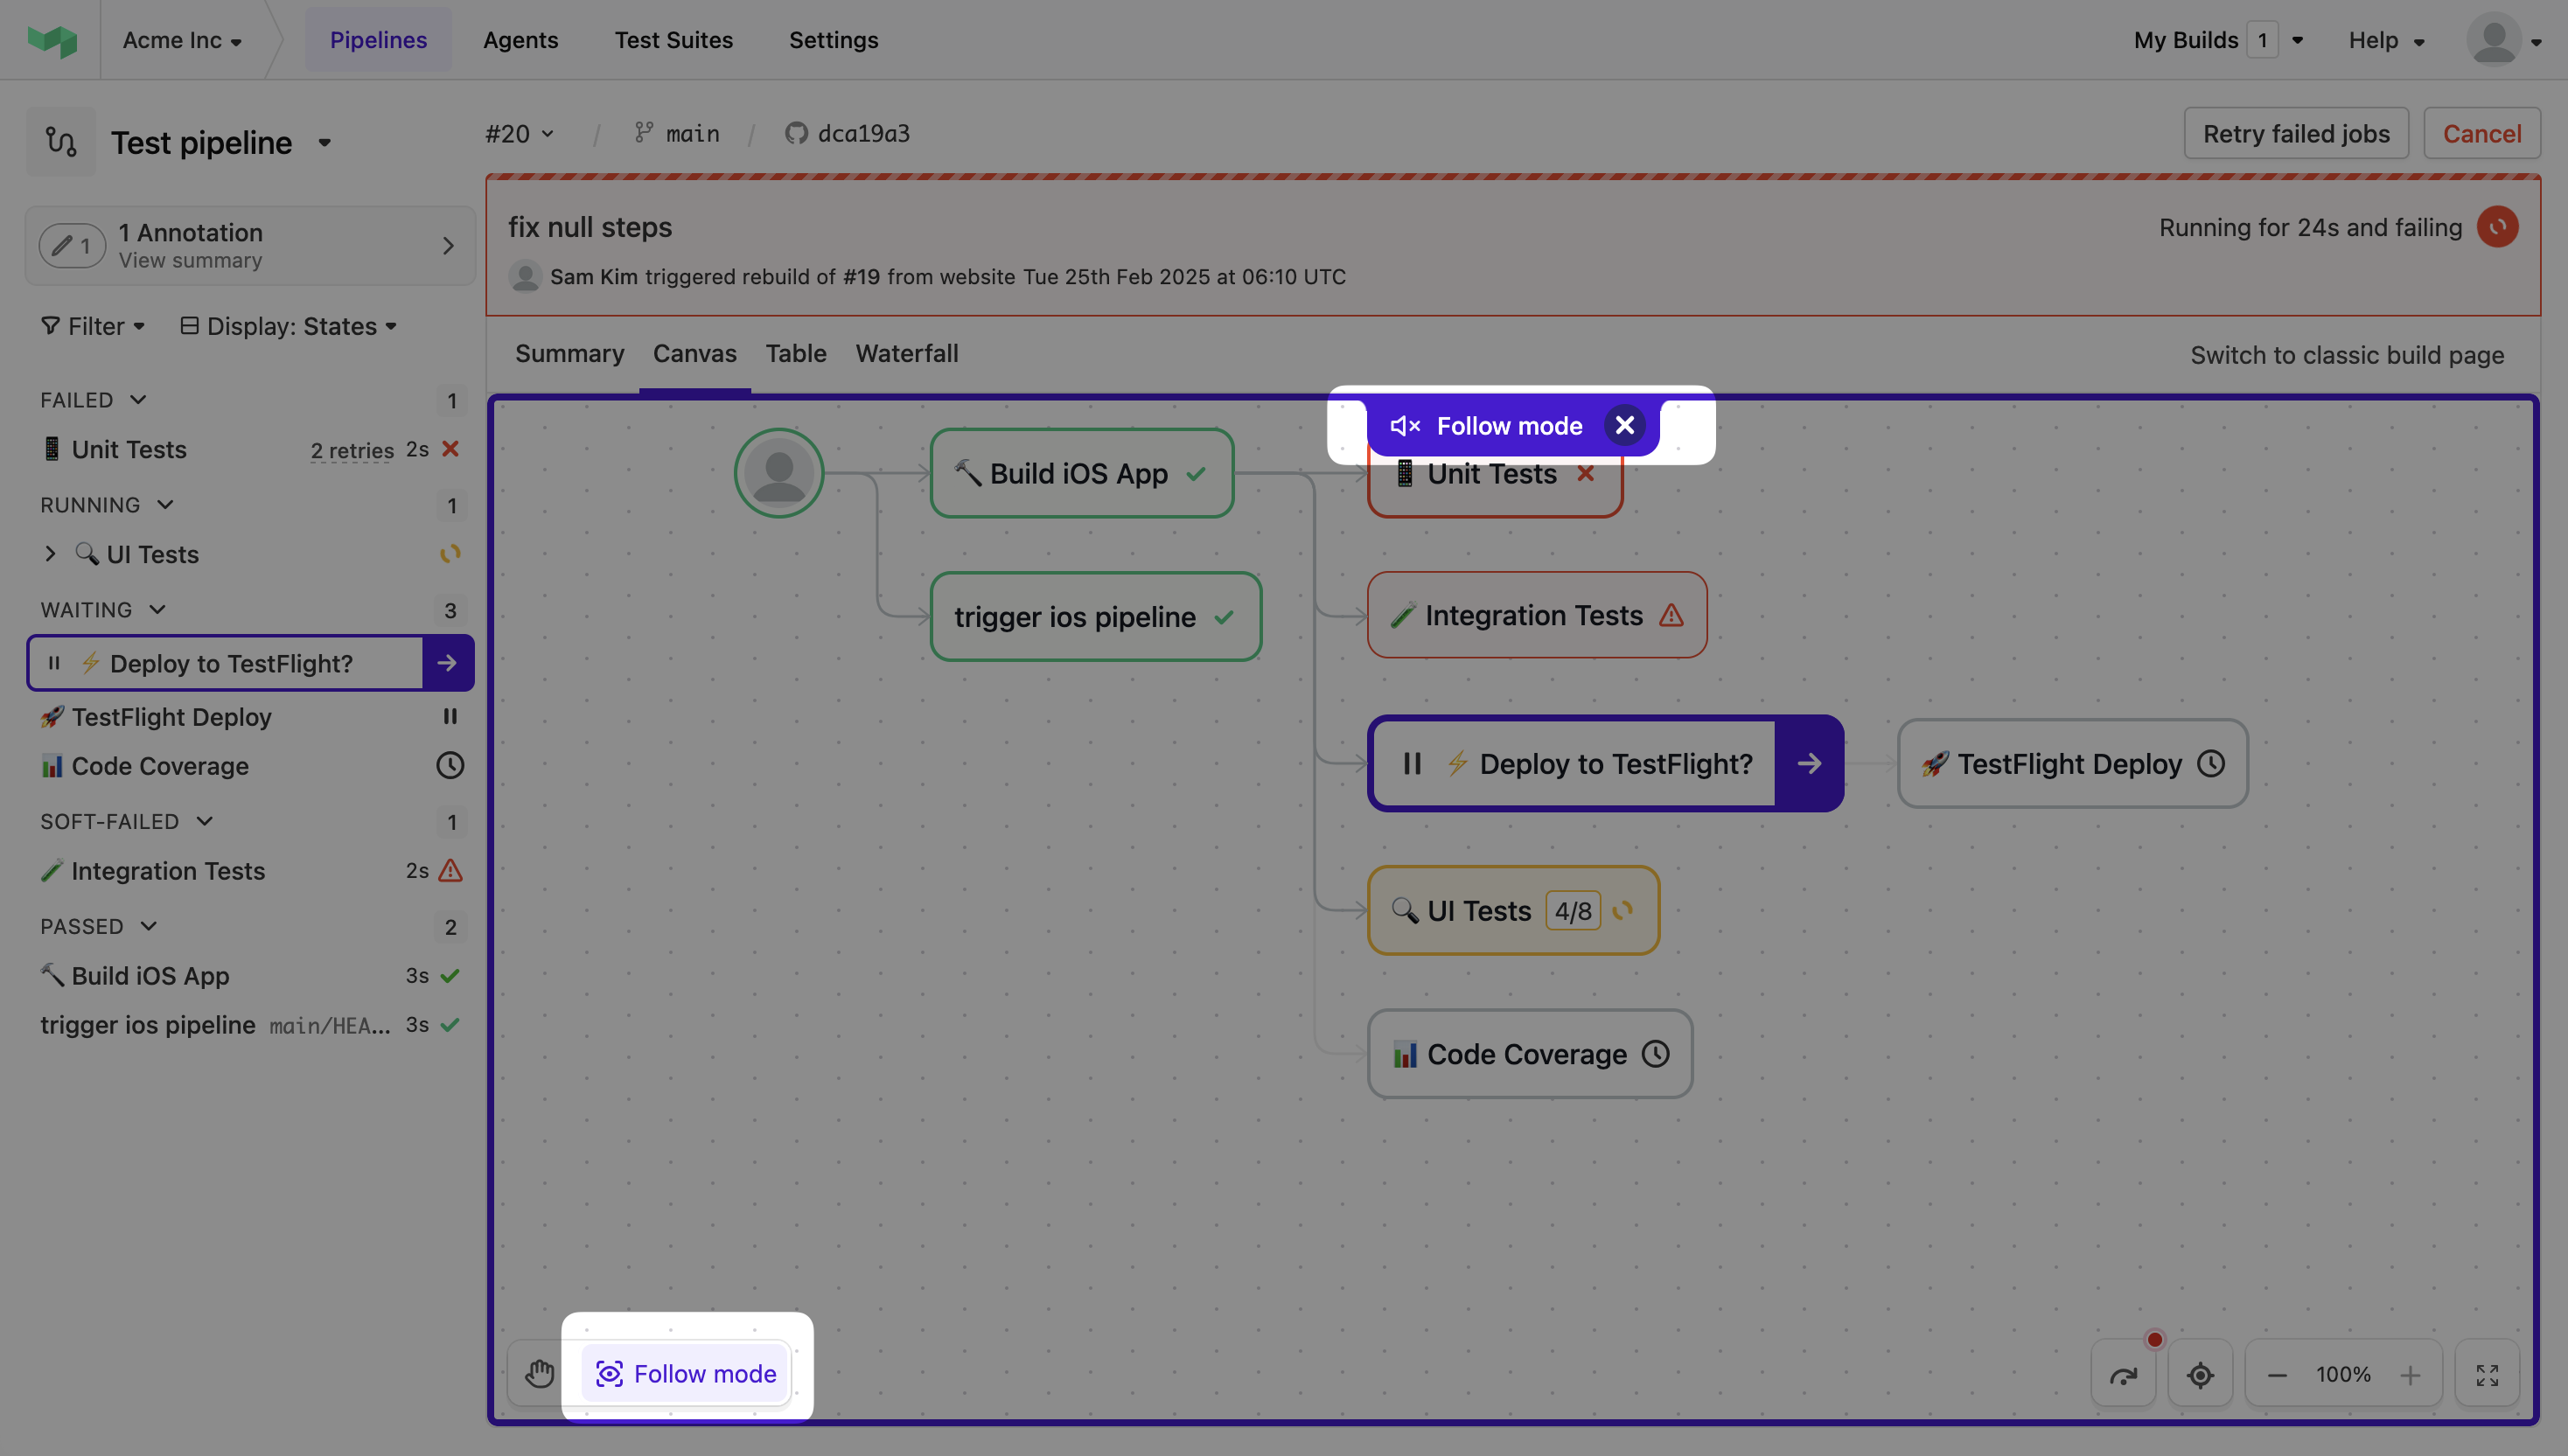 Acme Inc
Pipelines
Agents
Test Suites
Settings
My Builds 1
Help
Test pipeline
#20 / main / dca19a3
Retry failed jobs
Cancel
1
1 Annotation
View summary
fix null steps
Running for 24s and failing
Sam Kim triggered rebuild of #19 from website Tue 25th Feb 2025 at 06:10 UTC
Filter
Display: States
Summary
Canvas
Table
Waterfall
Switch to classic build page
FAILED 1
Unit Tests 2 retries 2s
RUNNING 1
UI Tests
WAITING 3
Deploy to TestFlight?
TestFlight Deploy
Code Coverage
SOFT-FAILED 1
Integration Tests 2s
PASSED 2
Build iOS App 3s
trigger ios pipeline main/HEA... 3s
Follow mode
Build iOS App
Unit Tests
trigger ios pipeline
Integration Tests
Deploy to TestFlight?
TestFlight Deploy
UI Tests 4/8
Code Coverage
Follow mode
100%